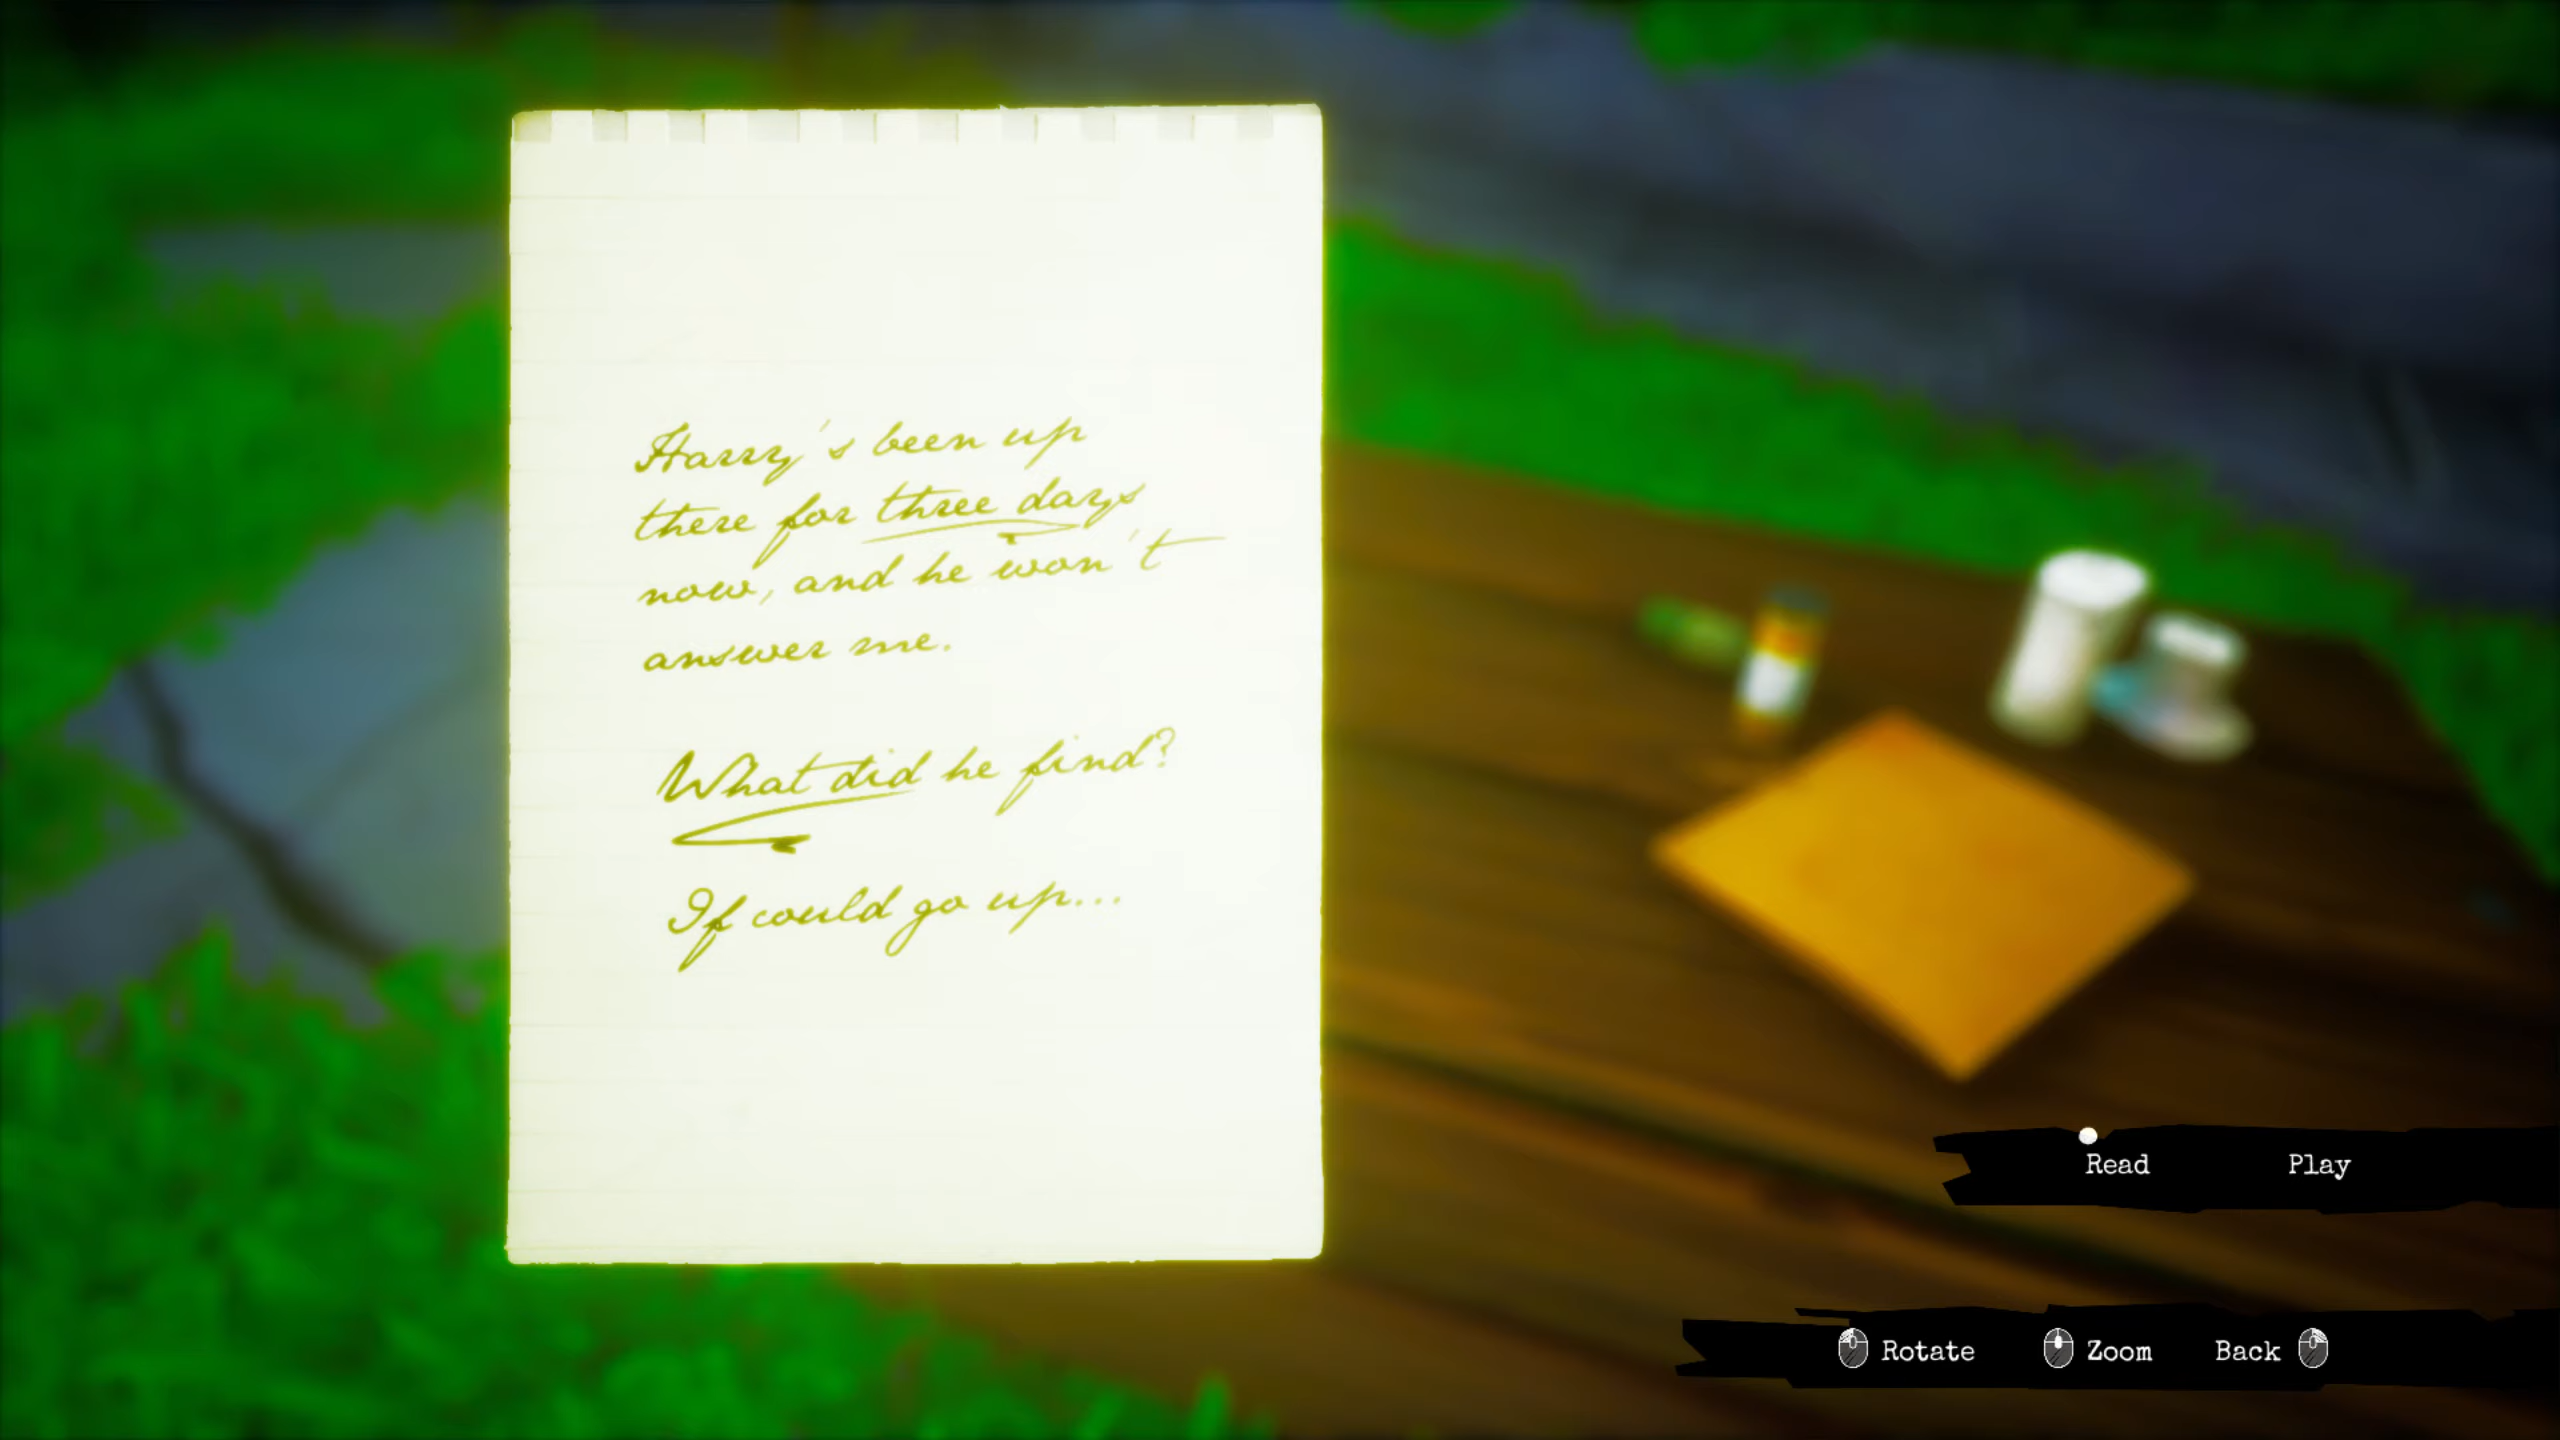 Harry's been up
there for three days
now, and he won't
answer me.
What did he find?
If could go up...
Read Play
Rotate Zoom Back